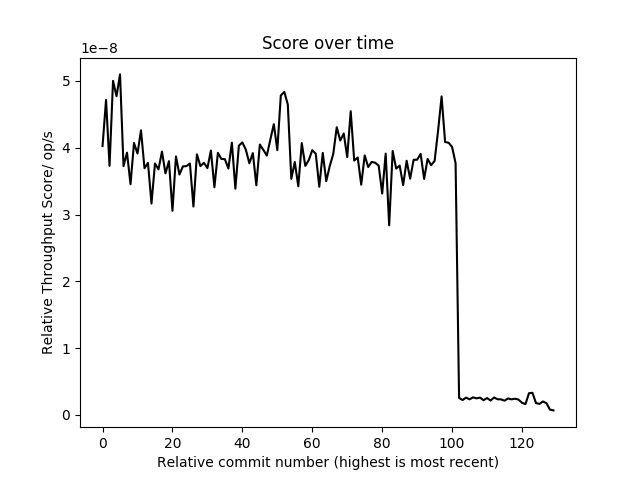 Score over time
1e−8
5
4
3
2
1
0
Relative Throughput Score/ op/s
0 20 40 60 80 100 120
Relative commit number (highest is most recent)